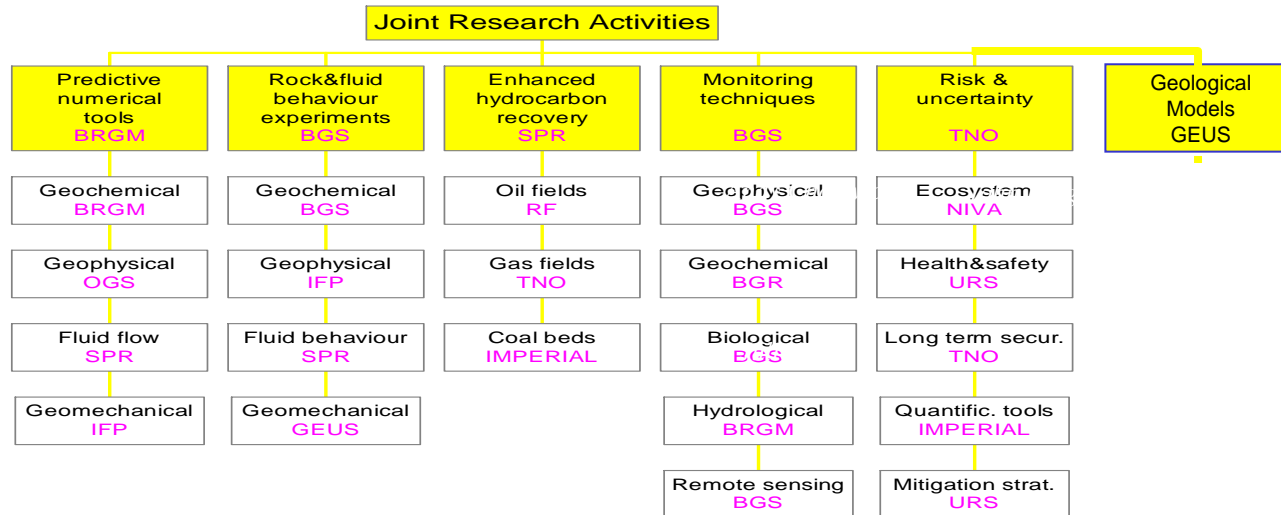 Joint Research Activities
Predictive
numerical
tools
BRGM
Geochemical
BRGM
Geophysical
OGS
Fluid flow
SPR
Geomechanical
IFP
Rock&fluid
behaviour
experiments
BGS
Geochemical
BGS
Geophysical
IFP
Fluid behaviour
SPR
Geomechanical
GEUS
Enhanced
hydrocarbon
recovery
SPR
Oil fields
RF
Gas fields
TNO
Coal beds
IMPERIAL
Monitoring
techniques
BGS
Geophysical
BGS
Geochemical
BGR
Biological
BGS
Hydrological
BRGM
Remote sensing
BGS
Risk &
uncertainty
TNO
Ecosystem
NIVA
Health&safety
URS
Long term secur.
TNO
Quantific. tools
IMPERIAL
Mitigation strat.
URS
Geological
Models
GEUS